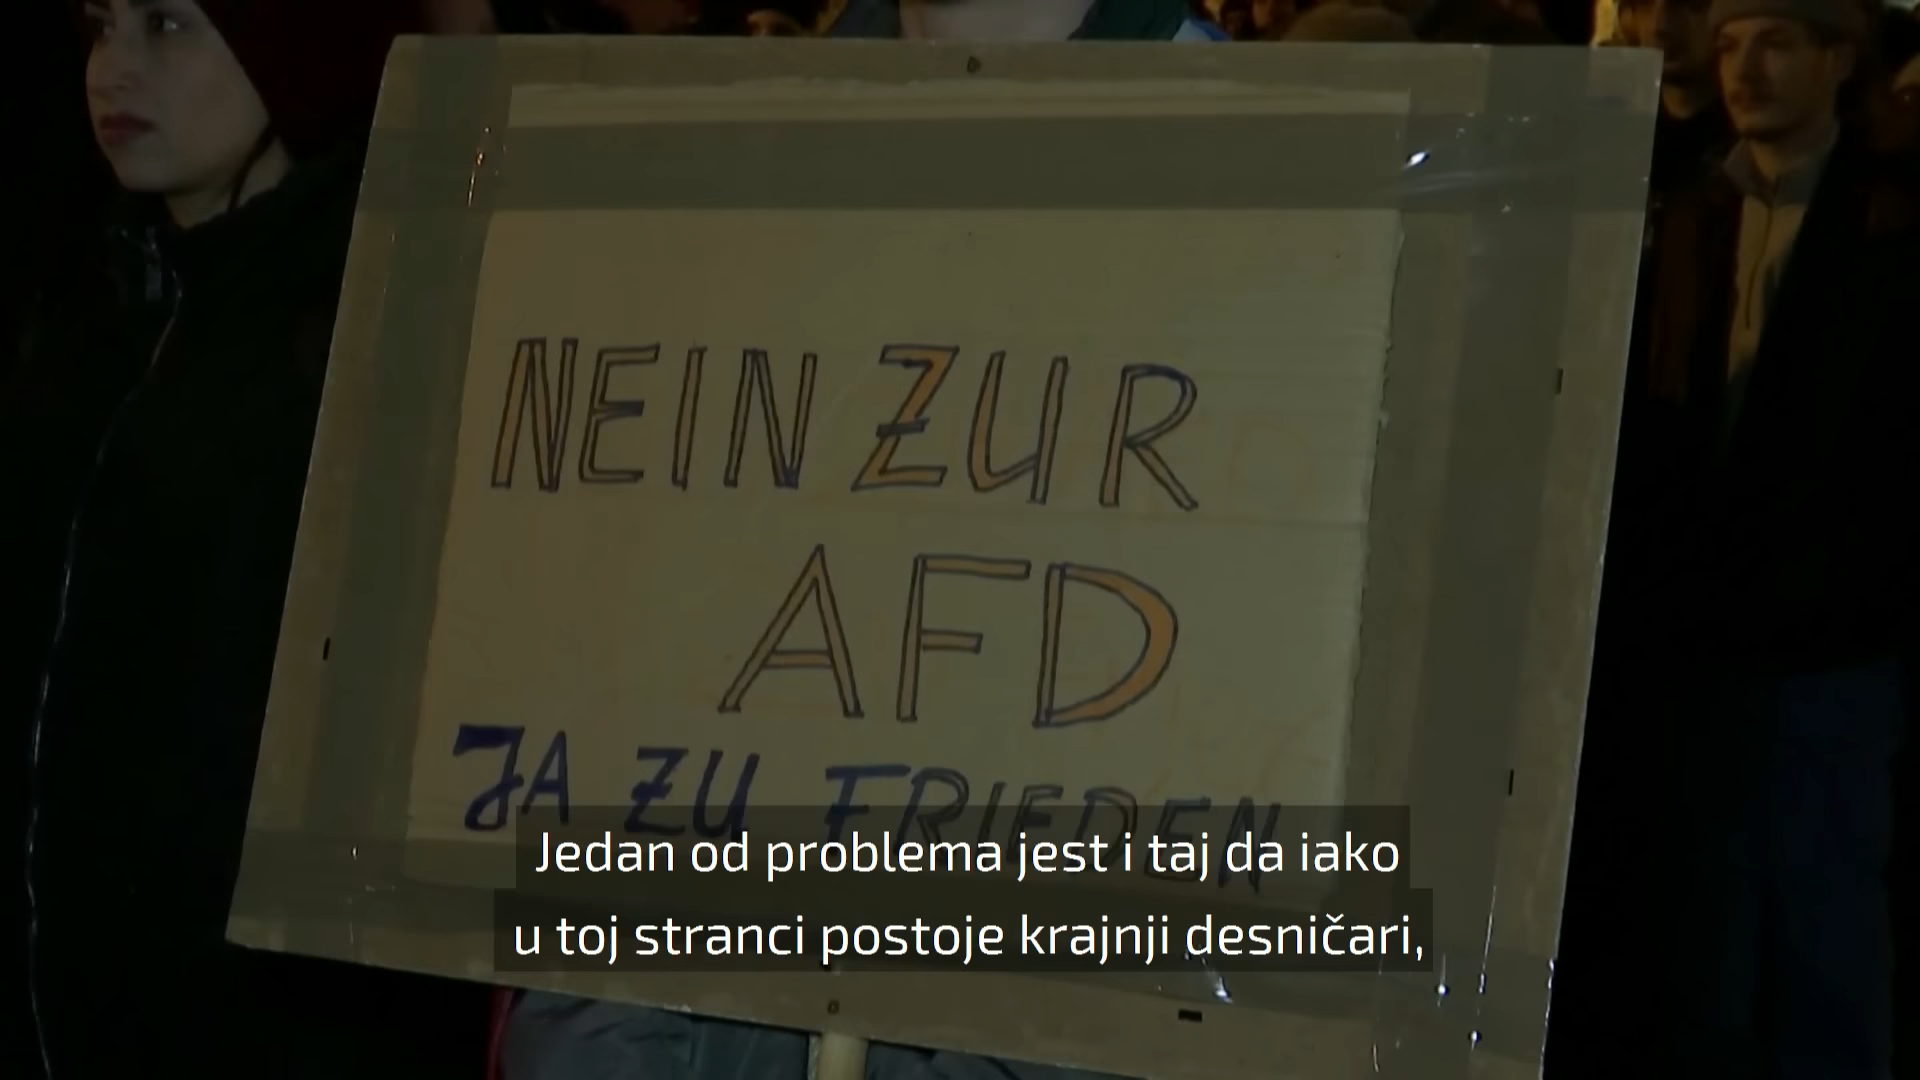 NEIN ZUR
AFD
JA ZU FRIEDEN
Jedan od problema jest i taj da iako
u toj stranci postoje krajnji desničari,